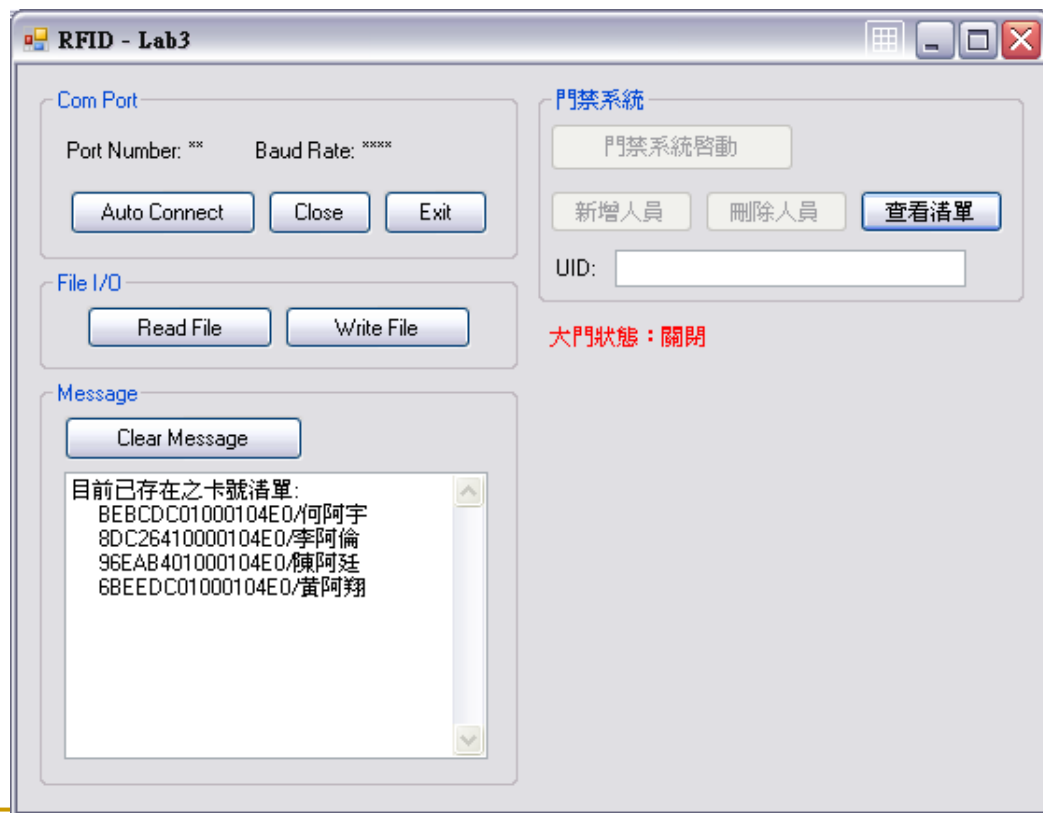 RFID - Lab3
Com Port
Port Number: ** Baud Rate: ****
Auto Connect Close Exit
File I/O
Read File Write File
Message
Clear Message
目前已存在之卡號清單:
BEBCDC01000104E0/何阿宇
8DC26410000104E0/李阿倫
96EAB401000104E0/陳阿廷
6BEEDC01000104E0/黃阿翔
門禁系統
門禁系統啓動
新增人員 刪除人員 查看清單
UID:
大門狀態：關閉